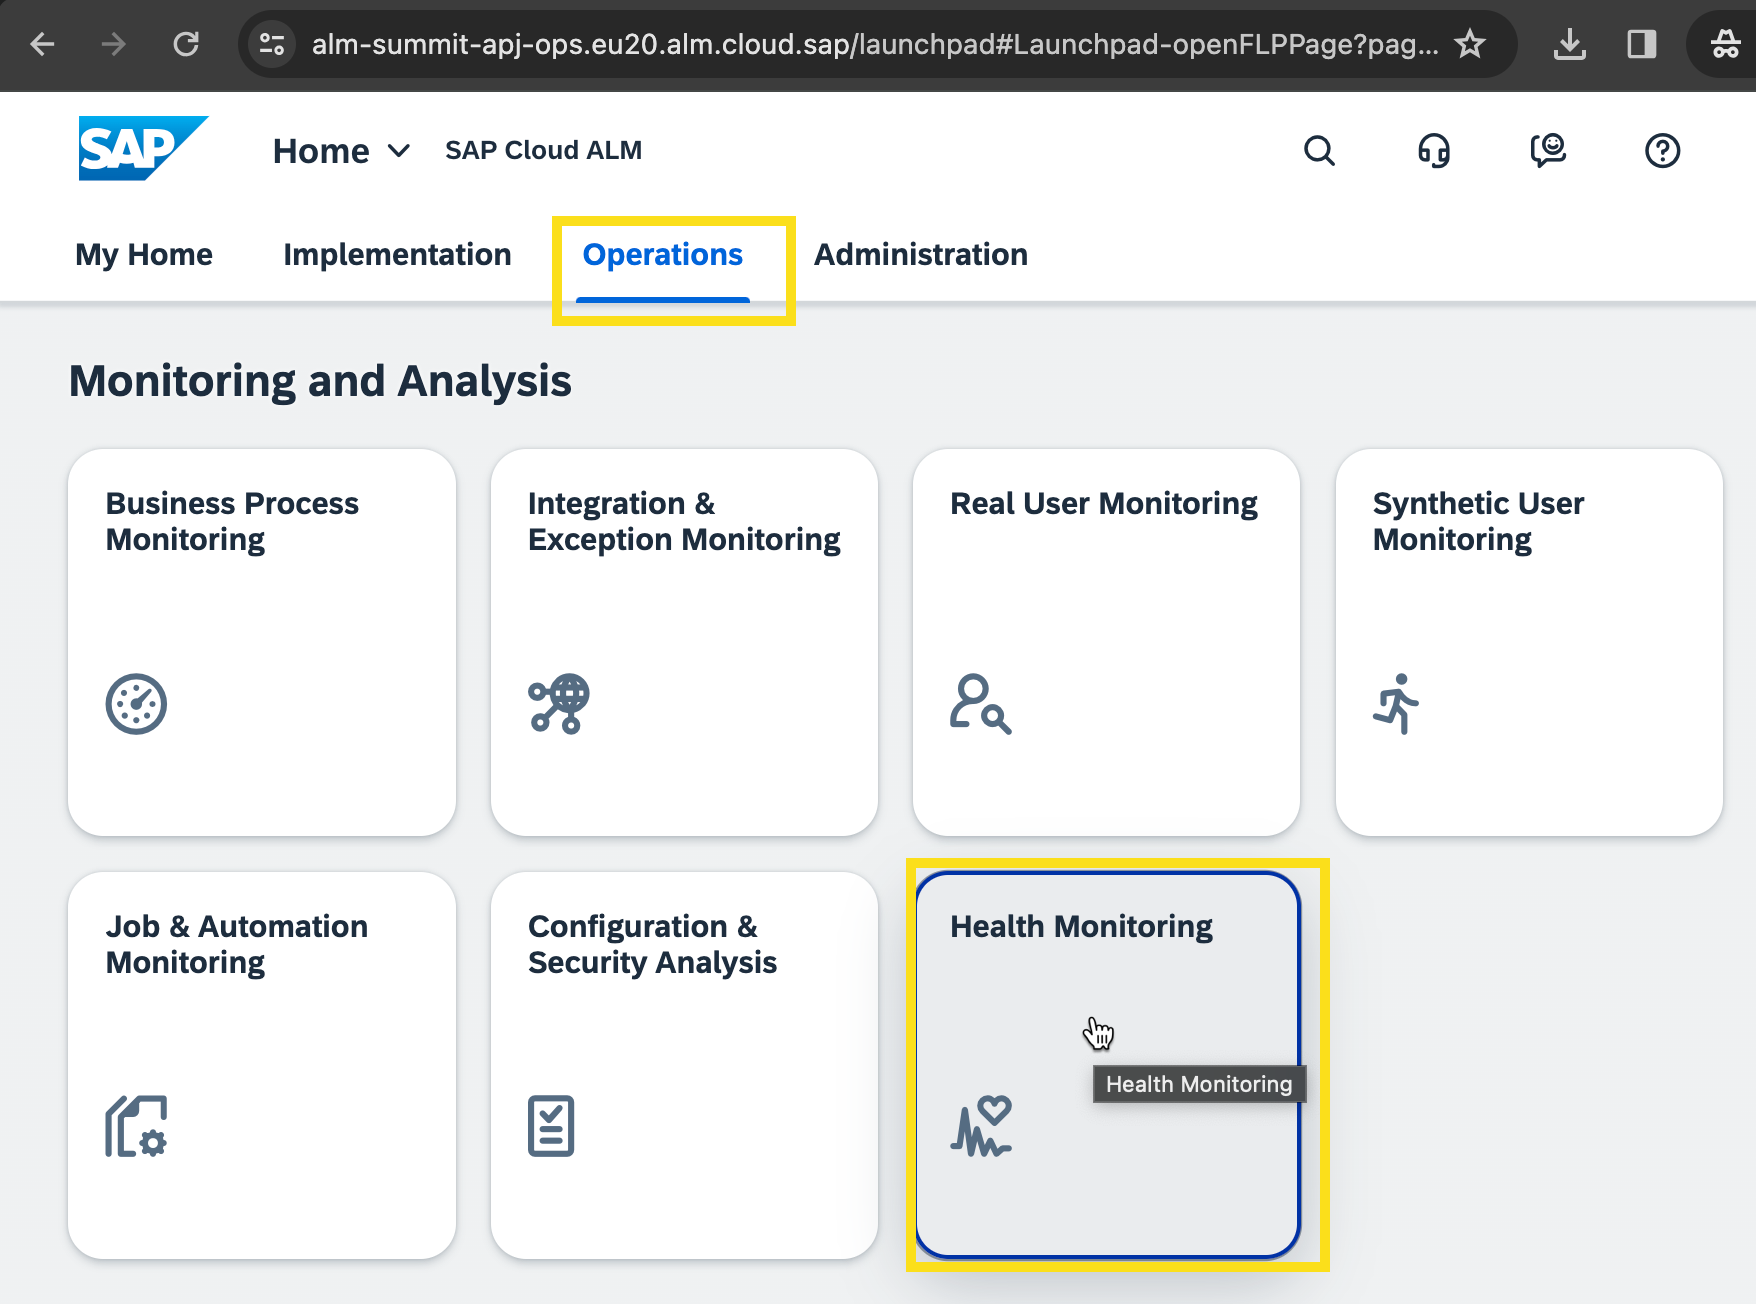 alm-summit-apj-ops.eu20.alm.cloud.sap/launchpad#Launchpad-openFLPPage?pag...
SAP
Home
SAP Cloud ALM
My Home
Implementation
Operations
Administration
Monitoring and Analysis
Business Process
Monitoring
Integration &
Exception Monitoring
Real User Monitoring
Synthetic User
Monitoring
Job & Automation
Monitoring
Configuration &
Security Analysis
Health Monitoring
Health Monitoring